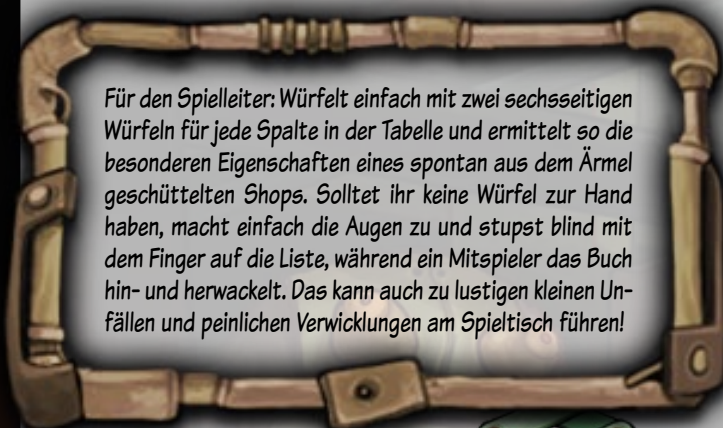 Für den Spielleiter: Würfelt einfach mit zwei sechsseitigen
Würfeln für jede Spalte in der Tabelle und ermittelt so die
besonderen Eigenschaften eines spontan aus dem Ärmel
geschüttelten Shops. Solltet ihr keine Würfel zur Hand
haben, macht einfach die Augen zu und stupst blind mit
dem Finger auf die Liste, während ein Mitspieler das Buch
hin- und herwackelt. Das kann auch zu lustigen kleinen Un-
fällen und peinlichen Verwicklungen am Spieltisch führen!